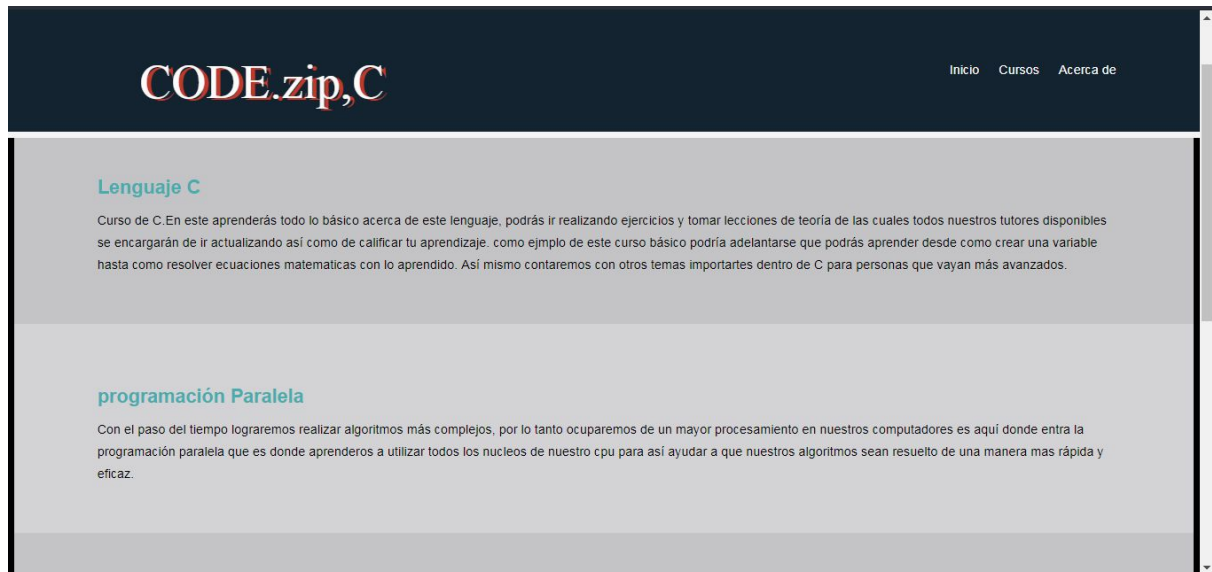 CODE.zip,C
Inicio Cursos Acerca de
Lenguaje C
Curso de C.En este aprenderás todo lo básico acerca de este lenguaje, podrás ir realizando ejercicios y tomar lecciones de teoría de las cuales todos nuestros tutores disponibles
se encargarán de ir actualizando así como de calificar tu aprendizaje. como ejmplo de este curso básico podría adelantarse que podrás aprender desde como crear una variable
hasta como resolver ecuaciones matematicas con lo aprendido. Así mismo contaremos con otros temas importartes dentro de C para personas que vayan más avanzados.
programación Paralela
Con el paso del tiempo lograremos realizar algoritmos más complejos, por lo tanto ocuparemos de un mayor procesamiento en nuestros computadores es aquí donde entra la
programación paralela que es donde aprenderos a utilizar todos los nucleos de nuestro cpu para así ayudar a que nuestros algoritmos sean resuelto de una manera mas rápida y
eficaz.